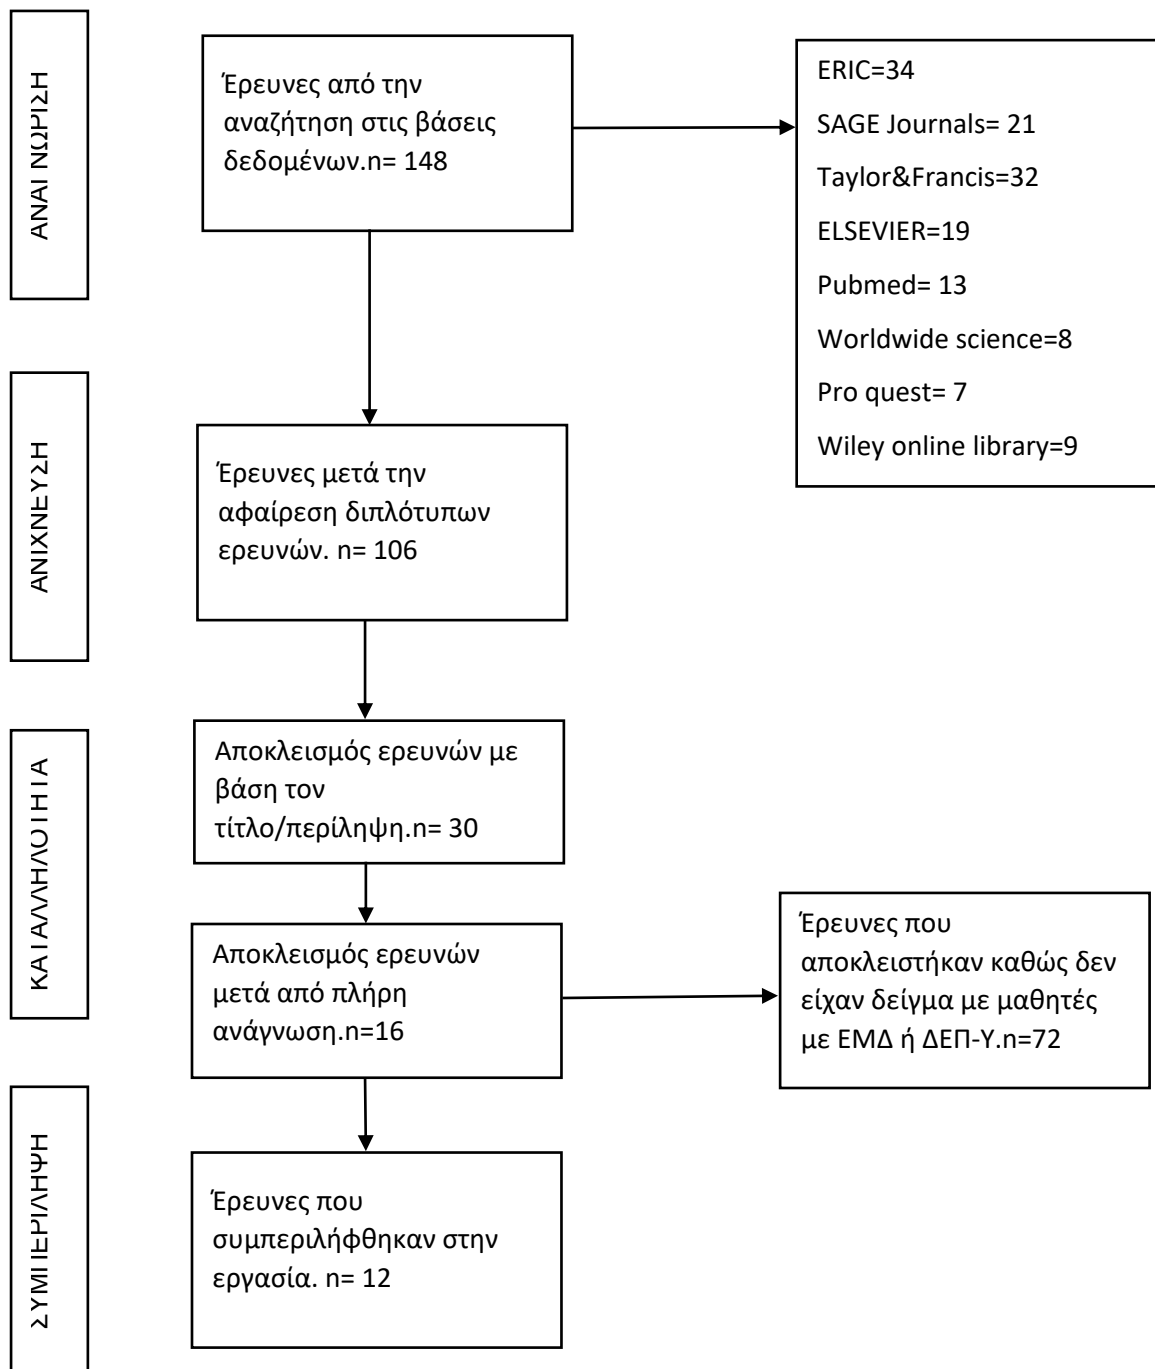 ΑΝΑΓΝΩΡΙΣΗ
Έρευνες από την
αναζήτηση στις βάσεις
δεδομένων.n= 148
ERIC=34
SAGE Journals= 21
Taylor&Francis=32
ELSEVIER=19
Pubmed= 13
Worldwide science=8
Pro quest= 7
Wiley online library=9
ΑΝΙΧΝΕΥΣΗ
Έρευνες μετά την
αφαίρεση διπλότυπων
ερευνών. n= 106
ΚΑΤΑΛΛΗΛΟΤΗΤΑ
Αποκλεισμός ερευνών με
βάση τον
τίτλο/περίληψη.n= 30
Αποκλεισμός ερευνών
μετά από πλήρη
ανάγνωση.n=16
Έρευνες που
αποκλειστήκαν καθώς δεν
είχαν δείγμα με μαθητές
με ΕΜΔ ή ΔΕΠ-Υ.n=72
ΣΥΜΠΕΡΙΛΗΨΗ
Έρευνες που
συμπεριλήφθηκαν στην
εργασία. n= 12